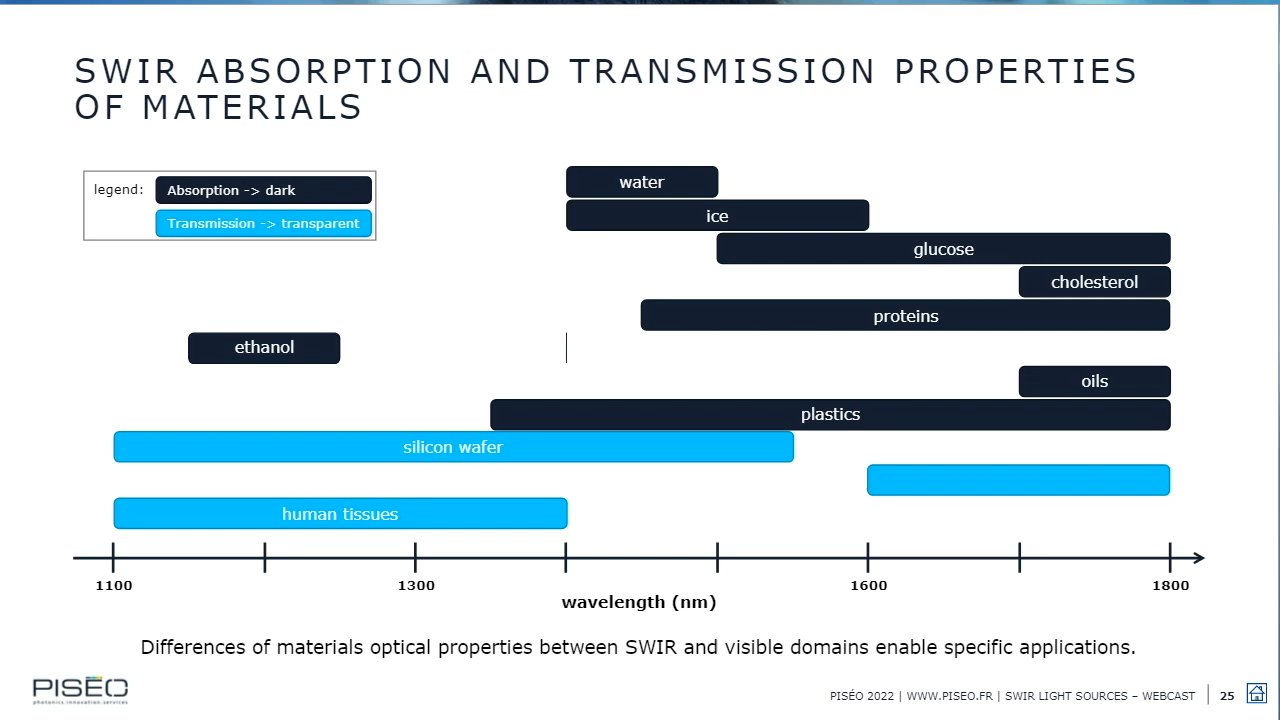 SWIR ABSORPTION AND TRANSMISSION PROPERTIES
OF MATERIALS
legend:
Absorption -> dark
Transmission -> transparent
water
ice
glucose
cholesterol
proteins
ethanol
oils
plastics
silicon wafer
human tissues
1100 1300 1600 1800
wavelength (nm)
Differences of materials optical properties between SWIR and visible domains enable specific applications.
PISEO
photonics.innovation.services
PISÉO 2022 | WWW.PISEO.FR | SWIR LIGHT SOURCES – WEBCAST 25